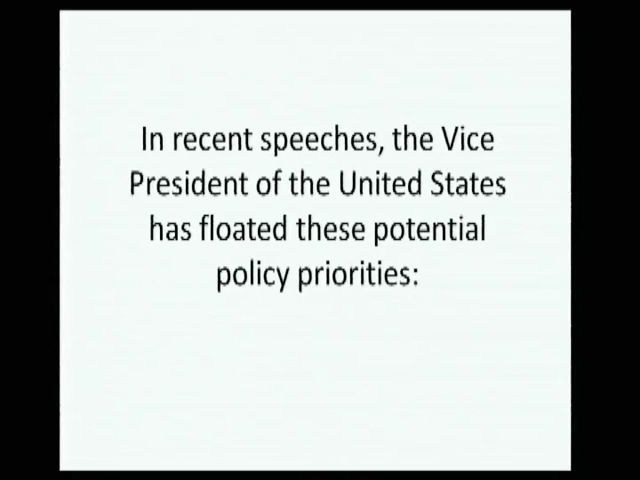 In recent speeches, the Vice
President of the United States
has floated these potential
policy priorities: